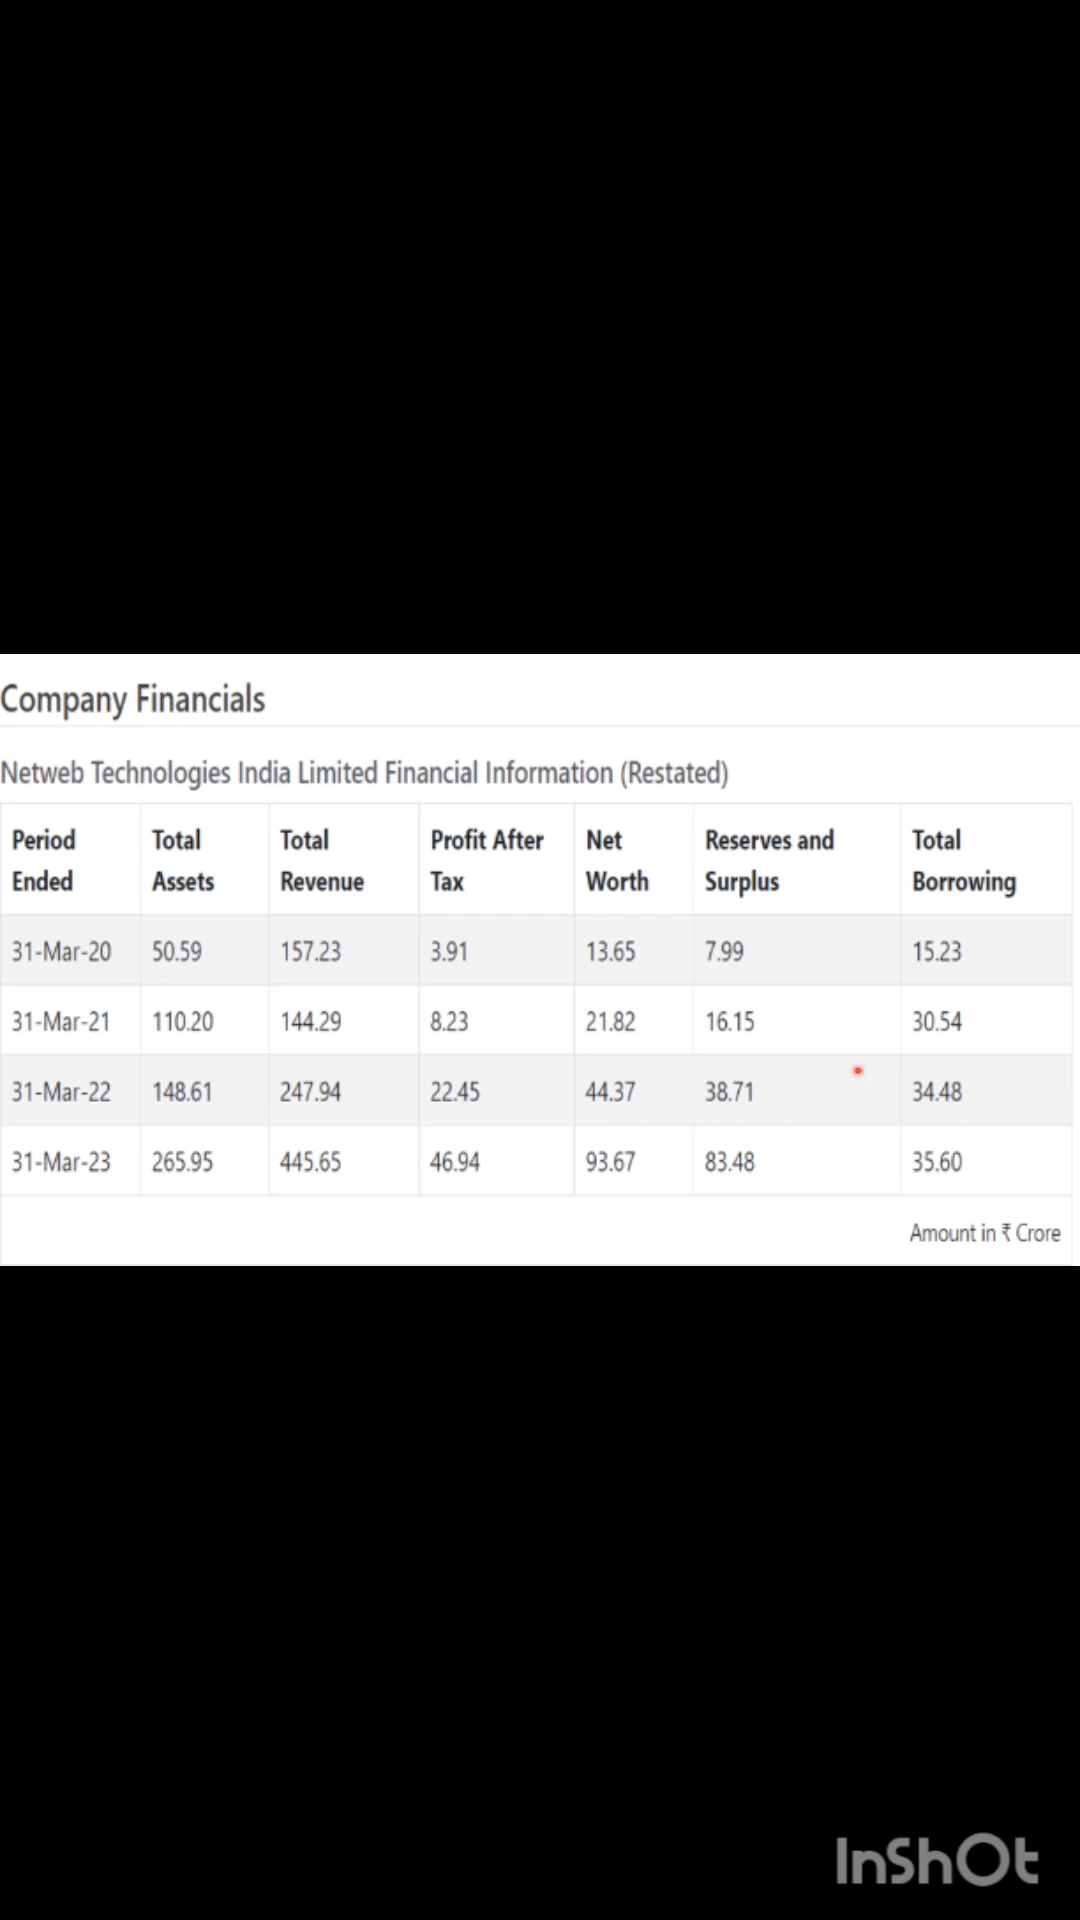 Company Financials
Netweb Technologies India Limited Financial Information (Restated)
Period Ended Total Assets Total Revenue Profit After Tax Net Worth Reserves and Surplus Total Borrowing
31-Mar-20 50.59 157.23 3.91 13.65 7.99 15.23
31-Mar-21 110.20 144.29 8.23 21.82 16.15 30.54
31-Mar-22 148.61 247.94 22.45 44.37 38.71 34.48
31-Mar-23 265.95 445.65 46.94 93.67 83.48 35.60
Amount in ₹ Crore
InShOt